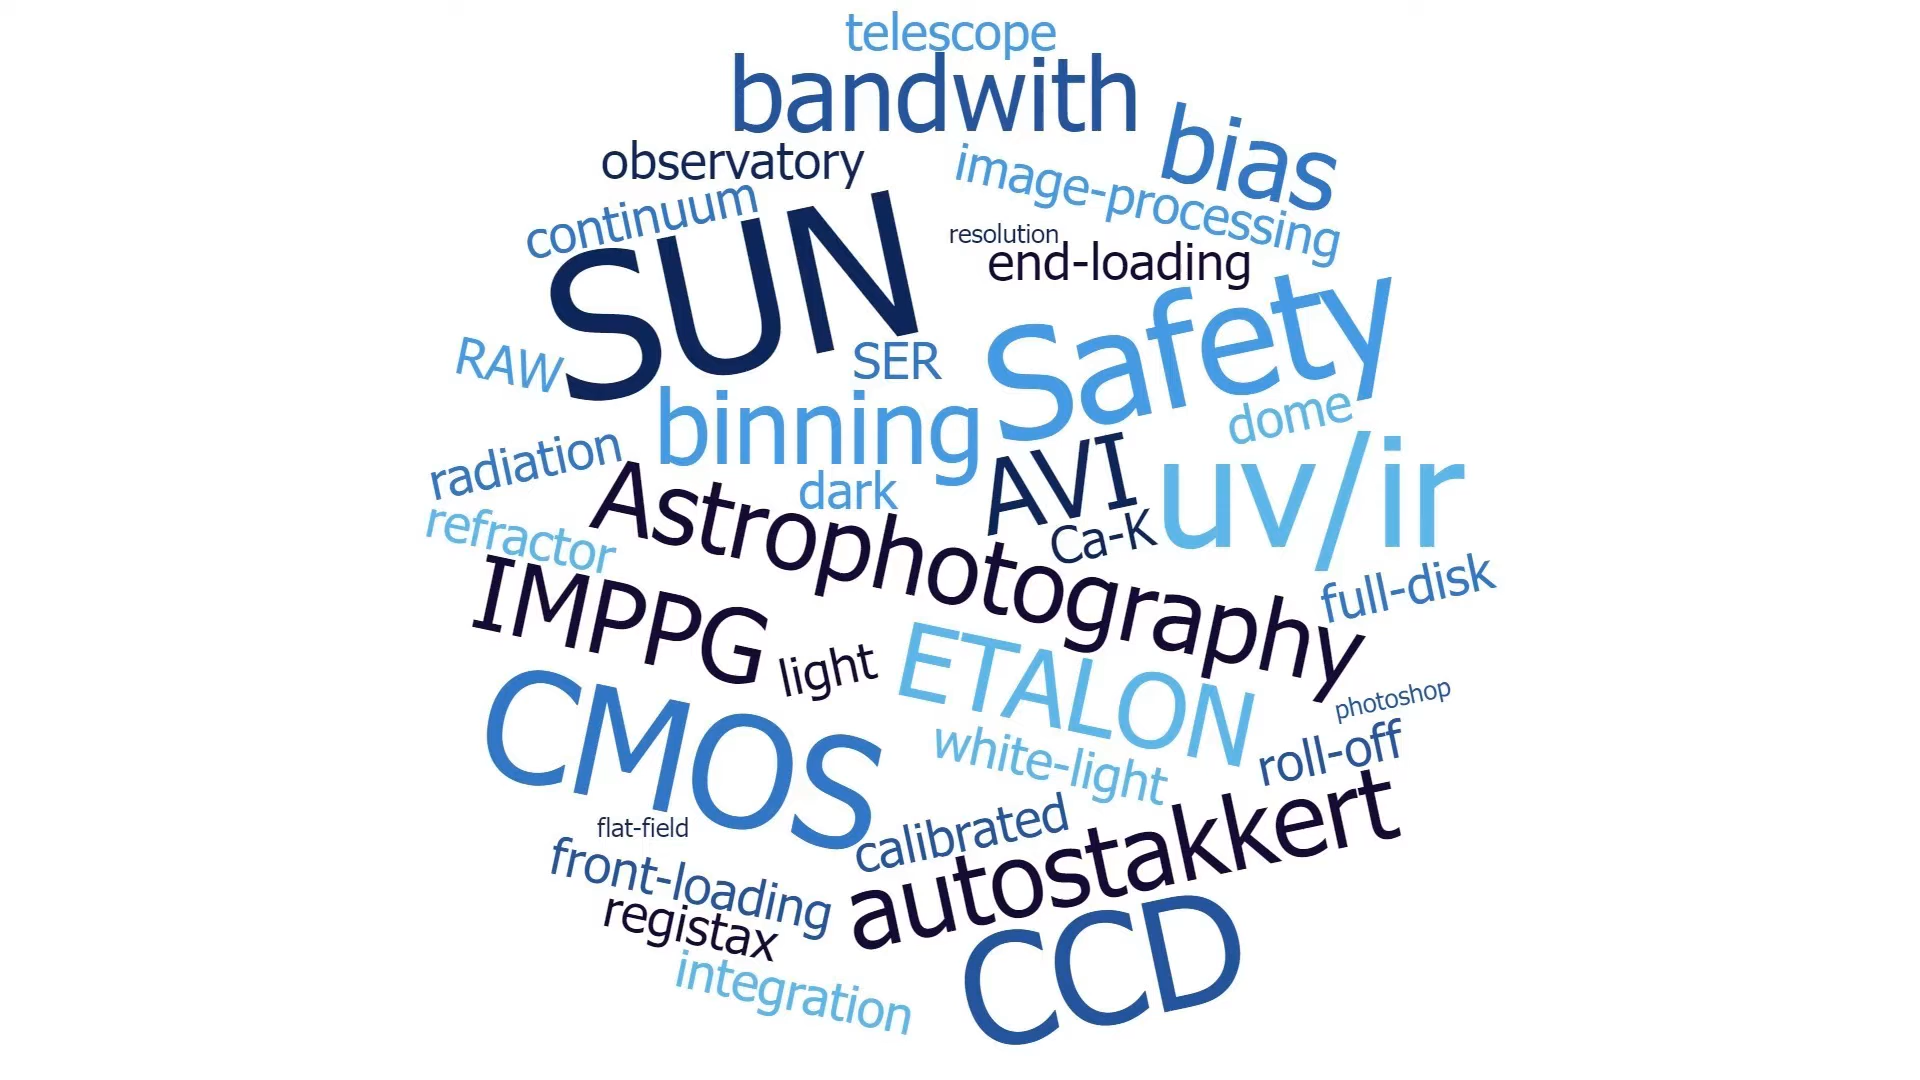 telescope
bandwith
bias
observatory
image-processing
continuum
resolution
end-loading
SUN
Safety
RAW
SER
binning
dome
AVI
uv/ir
radiation
dark
Astrophotography
Ca-K
refractor
full-disk
IMPPG
light
ETALON
photoshop
CMOS
white-light
roll-off
flat-field
calibrated
autostakkert
front-loading
registax
CCD
integration